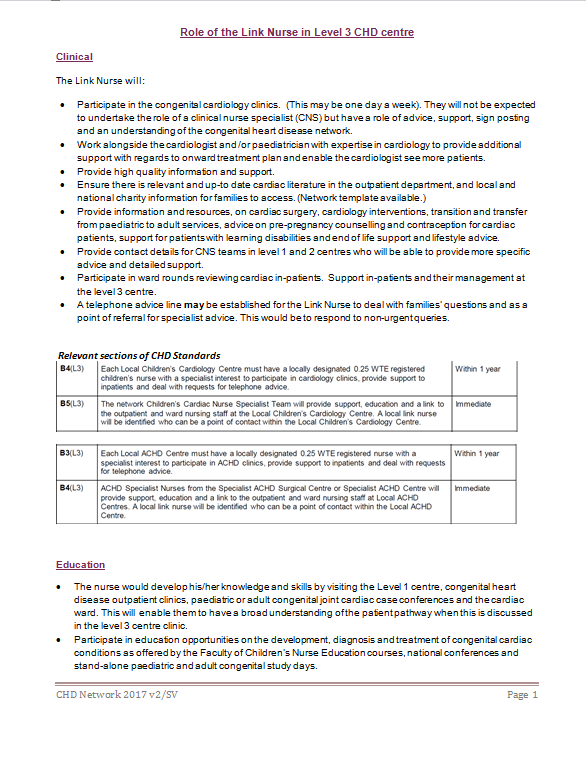 Role of the Link Nurse in Level 3 CHD centre
Clinical
The Link Nurse will:
• Participate in the congenital cardiology clinics. (This may be one day a week). They will not be expected
to undertake the role of a clinical nurse specialist (CNS) but have a role of advice, support, sign posting
and an understanding of the congenital heart disease network.
• Work alongside the cardiologist and/or paediatrician with expertise in cardiology to provide additional
support with regards to onward treatment plan and enable the cardiologist see more patients.
• Provide high quality information and support.
• Ensure there is relevant and up-to date cardiac literature in the outpatient department, and local and
national charity information for families to access. (Network template available.)
• Provide information and resources, on cardiac surgery, cardiology interventions, transition and transfer
from paediatric to adult services, advice on pre-pregnancy counselling and contraception for cardiac
patients, support for patients with learning disabilities and end of life support and lifestyle advice.
• Provide contact details for CNS teams in level 1 and 2 centres who will be able to provide more specific
advice and detailed support.
• Participate in ward rounds reviewing cardiac in-patients. Support in-patients and their management at
the level 3 centre.
• A telephone advice line may be established for the Link Nurse to deal with families' questions and as a
point of referral for specialist advice. This would be to respond to non-urgent queries.
Relevant sections of CHD Standards
B4(L3) Each Local Children's Cardiology Centre must have a locally designated 0.25 WTE registered Within 1 year
children's nurse with a specialist interest to participate in cardiology clinics, provide support to
inpatients and deal with requests for telephone advice.
B5(L3) The network Children's Cardiac Nurse Specialist Team will provide support, education and a link to Immediate
the outpatient and ward nursing staff at the Local Children's Cardiology Centre. A local link nurse
will be identified who can be a point of contact within the Local Children's Cardiology Centre.
B3(L3) Each Local ACHD Centre must have a locally designated 0.25 WTE registered nurse with a Within 1 year
specialist interest to participate in ACHD clinics, provide support to inpatients and deal with requests
for telephone advice.
B4(L3) ACHD Specialist Nurses from the Specialist ACHD Surgical Centre or Specialist ACHD Centre will Immediate
provide support, education and a link to the outpatient and ward nursing staff at Local ACHD
Centres. A local link nurse will be identified who can be a point of contact within the Local ACHD
Centre.
Education
• The nurse would develop his/her knowledge and skills by visiting the Level 1 centre, congenital heart
disease outpatient clinics, paediatric or adult congenital joint cardiac case conferences and the cardiac
ward. This will enable them to have a broad understanding of the patient pathway when this is discussed
in the level 3 centre clinic.
• Participate in education opportunities on the development, diagnosis and treatment of congenital cardiac
conditions as offered by the Faculty of Children's Nurse Education courses, national conferences and
stand-alone paediatric and adult congenital study days.
CHD Network 2017 v2/SV Page 1